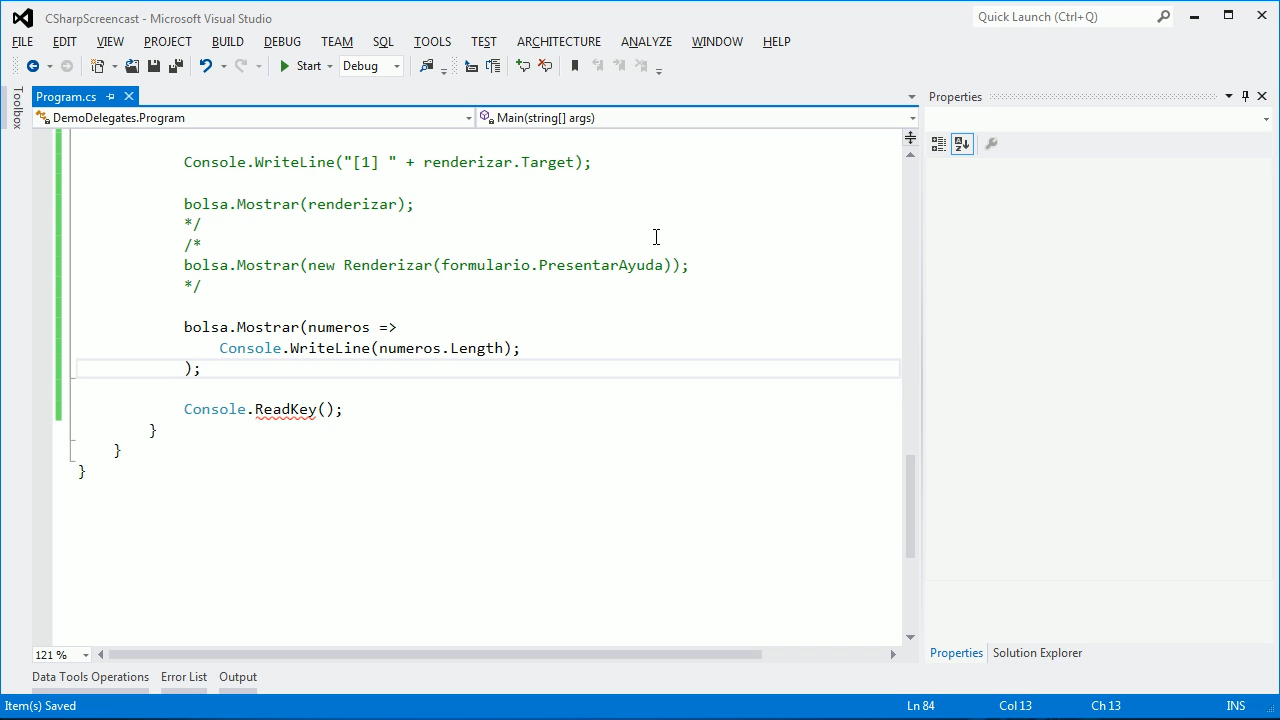 CSharpScreencast - Microsoft Visual Studio
Quick Launch (Ctrl+Q)
FILE EDIT VIEW PROJECT BUILD DEBUG TEAM SQL TOOLS TEST ARCHITECTURE ANALYZE WINDOW HELP
Start Debug
Toolbox
Program.cs
Properties
DemoDelegates.Program
Main(string[] args)
Console.WriteLine("[1] " + renderizar.Target);
bolsa.Mostrar(renderizar);
*/
/*
bolsa.Mostrar(new Renderizar(formulario.PresentarAyuda));
*/
bolsa.Mostrar(numeros =>
Console.WriteLine(numeros.Length);
);
Console.ReadKey();
}
}
}
121 %
Properties Solution Explorer
Data Tools Operations Error List Output
Item(s) Saved Ln 84 Col 13 Ch 13 INS